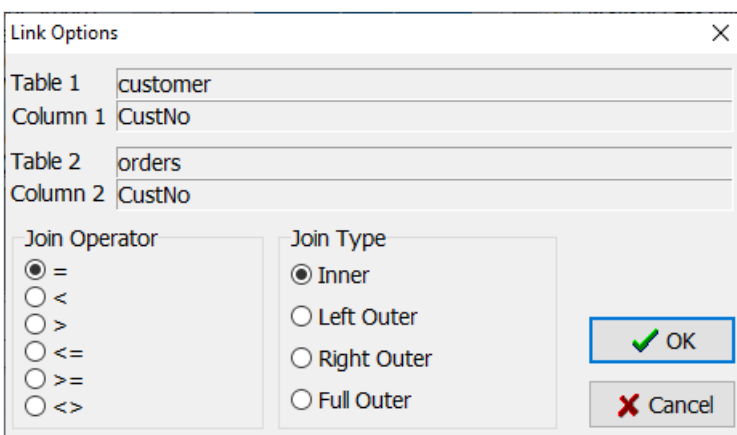 Link Options
Table 1 customer
Column 1 CustNo
Table 2 orders
Column 2 CustNo
Join Operator
=
<
>
<=
>=
<>
Join Type
Inner
Left Outer
Right Outer
Full Outer
OK
Cancel